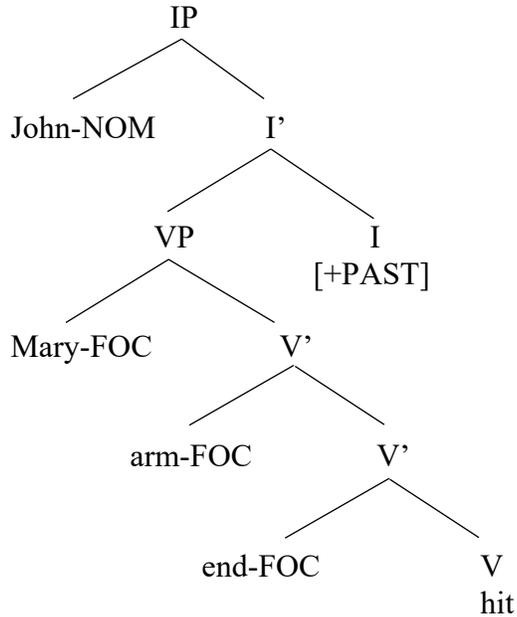 IP
John-NOM I’
VP I
[+PAST]
Mary-FOC V’
arm-FOC V’
end-FOC V
hit